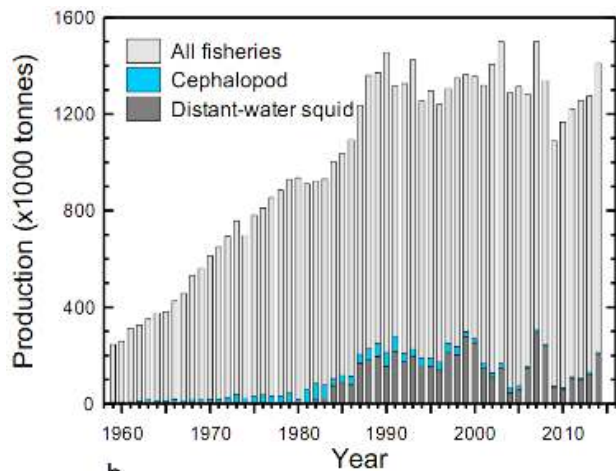 1600
1200
800
400
0
Production (x1000 tonnes)
All fisheries
Cephalopod
Distant-water squid
1960 1970 1980 1990 2000 2010
Year